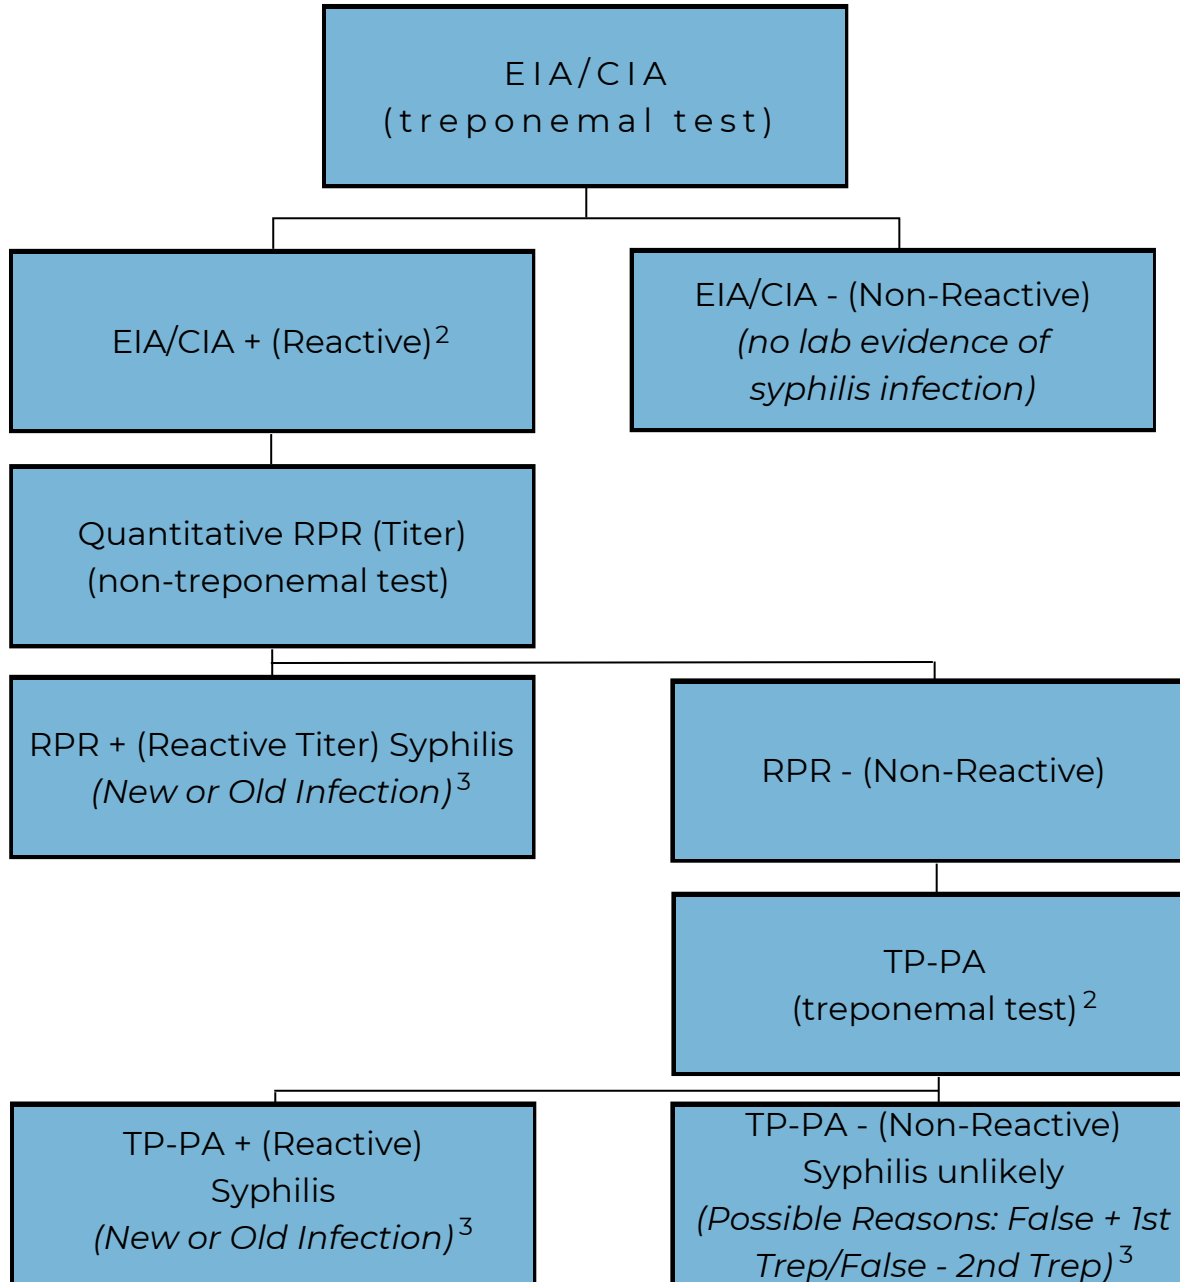 EIA/CIA
(treponemal test)
EIA/CIA + (Reactive)2
EIA/CIA - (Non-Reactive)
(no lab evidence of
syphilis infection)
Quantitative RPR (Titer)
(non-treponemal test)
RPR + (Reactive Titer) Syphilis
(New or Old Infection)3
RPR - (Non-Reactive)
TP-PA
(treponemal test)2
TP-PA + (Reactive)
Syphilis
(New or Old Infection)3
TP-PA - (Non-Reactive)
Syphilis unlikely
(Possible Reasons: False + 1st
Trep/False - 2nd Trep)3